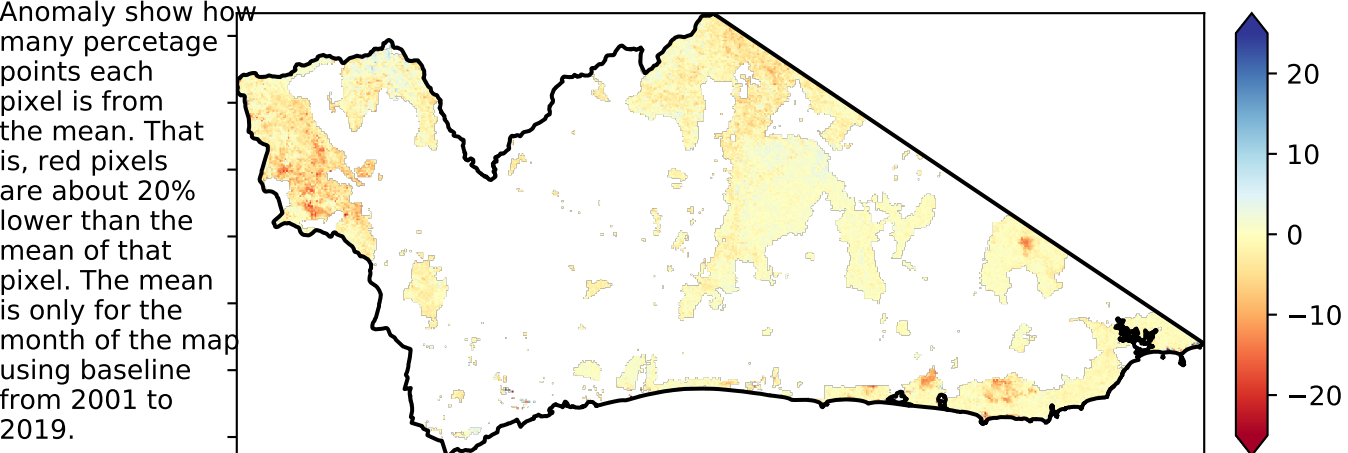 Anomaly show how
many percetage
points each
pixel is from
the mean. That
is, red pixels
are about 20%
lower than the
mean of that
pixel. The mean
is only for the
month of the map
using baseline
from 2001 to
2019.
20
10
0
−10
−20